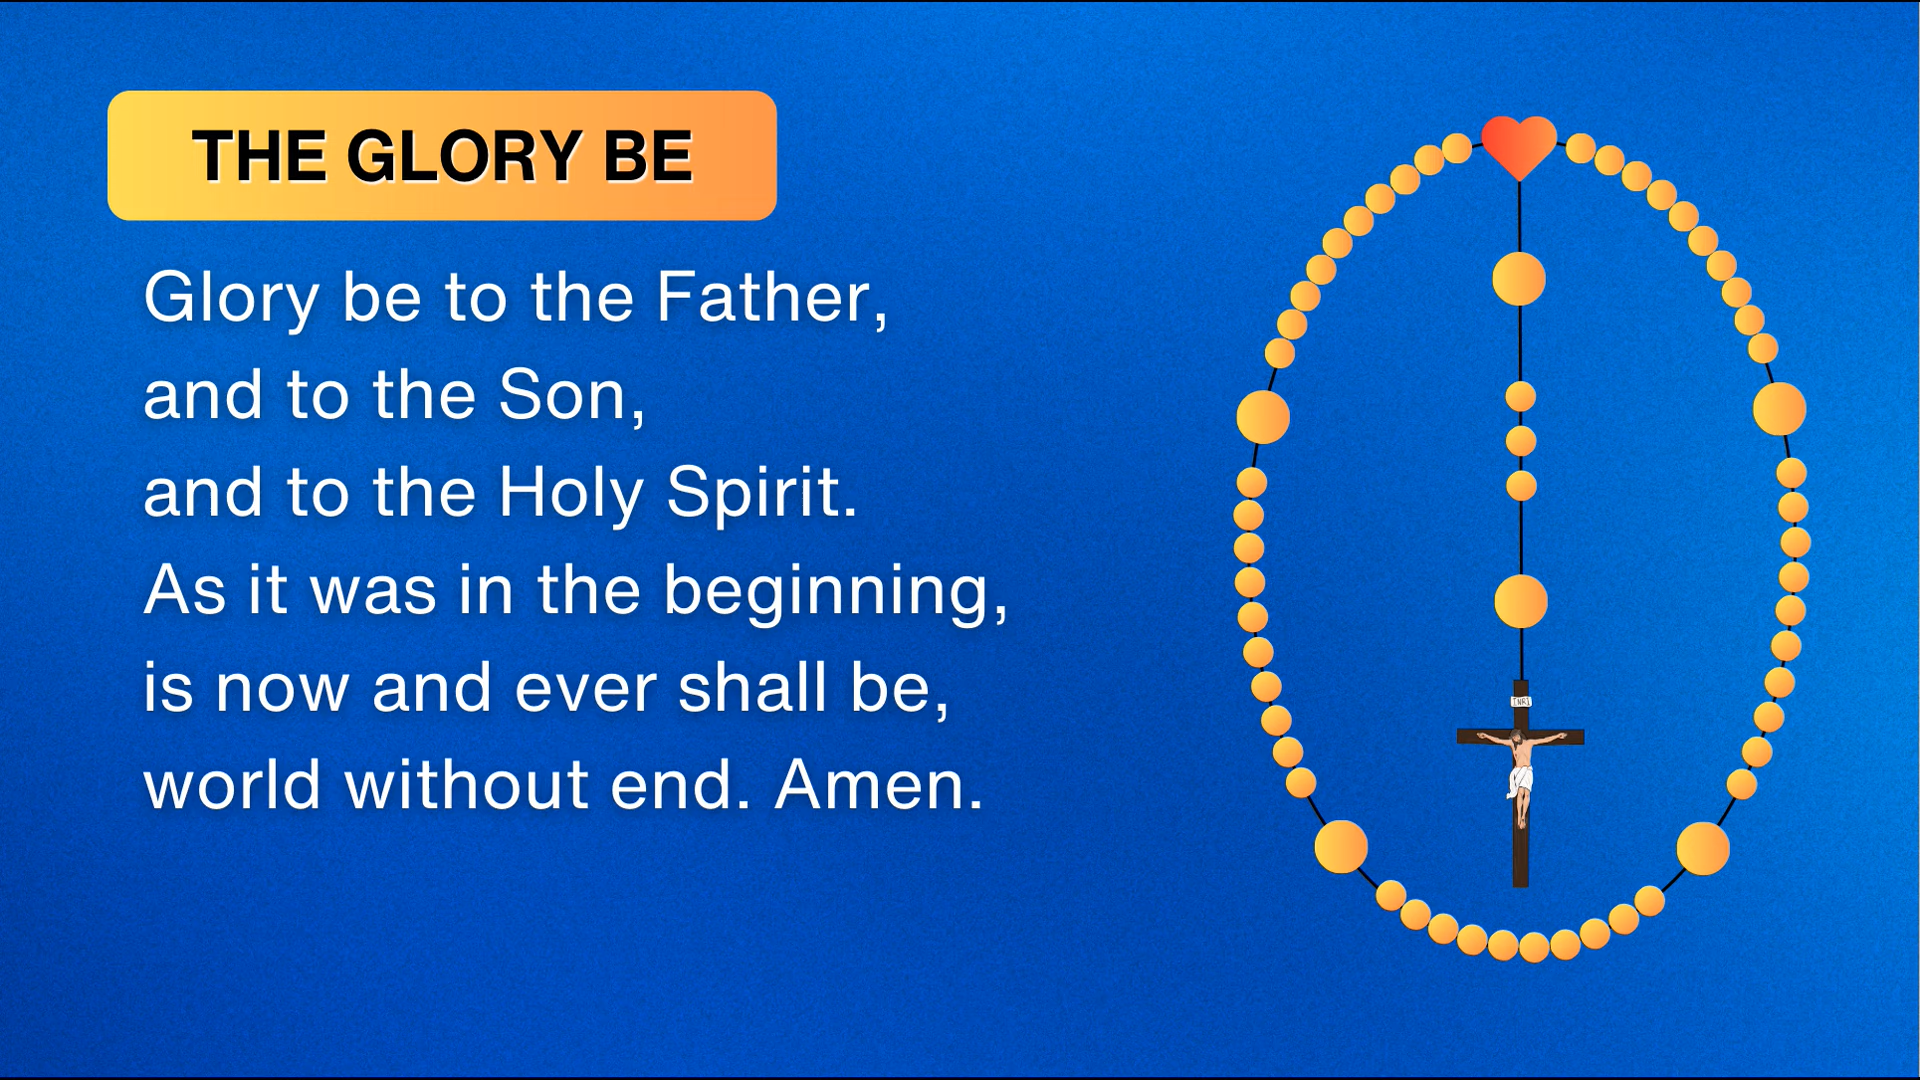 THE GLORY BE
Glory be to the Father,
and to the Son,
and to the Holy Spirit.
As it was in the beginning,
is now and ever shall be,
world without end. Amen.
INRI